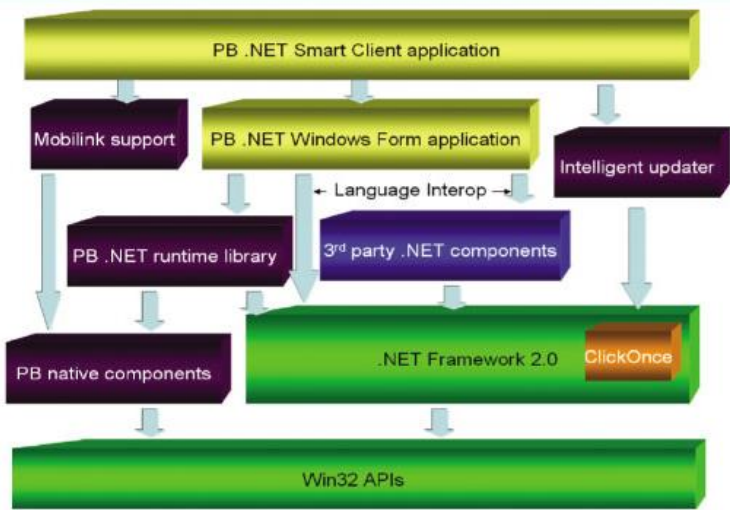 PB .NET Smart Client application
Mobilink support
PB .NET Windows Form application
Intelligent updater
Language Interop
PB .NET runtime library
3rd party .NET components
.NET Framework 2.0
ClickOnce
PB native components
Win32 APIs